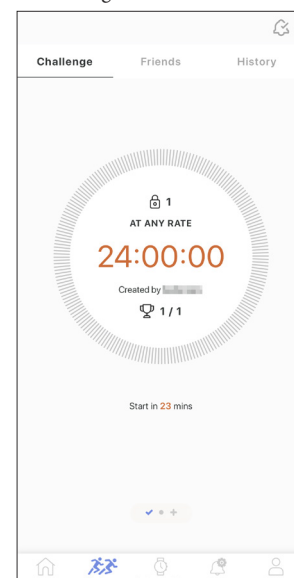 Challenge
Friends
History
1
AT ANY RATE
24:00:00
Created by
1 / 1
Start in 23 mins